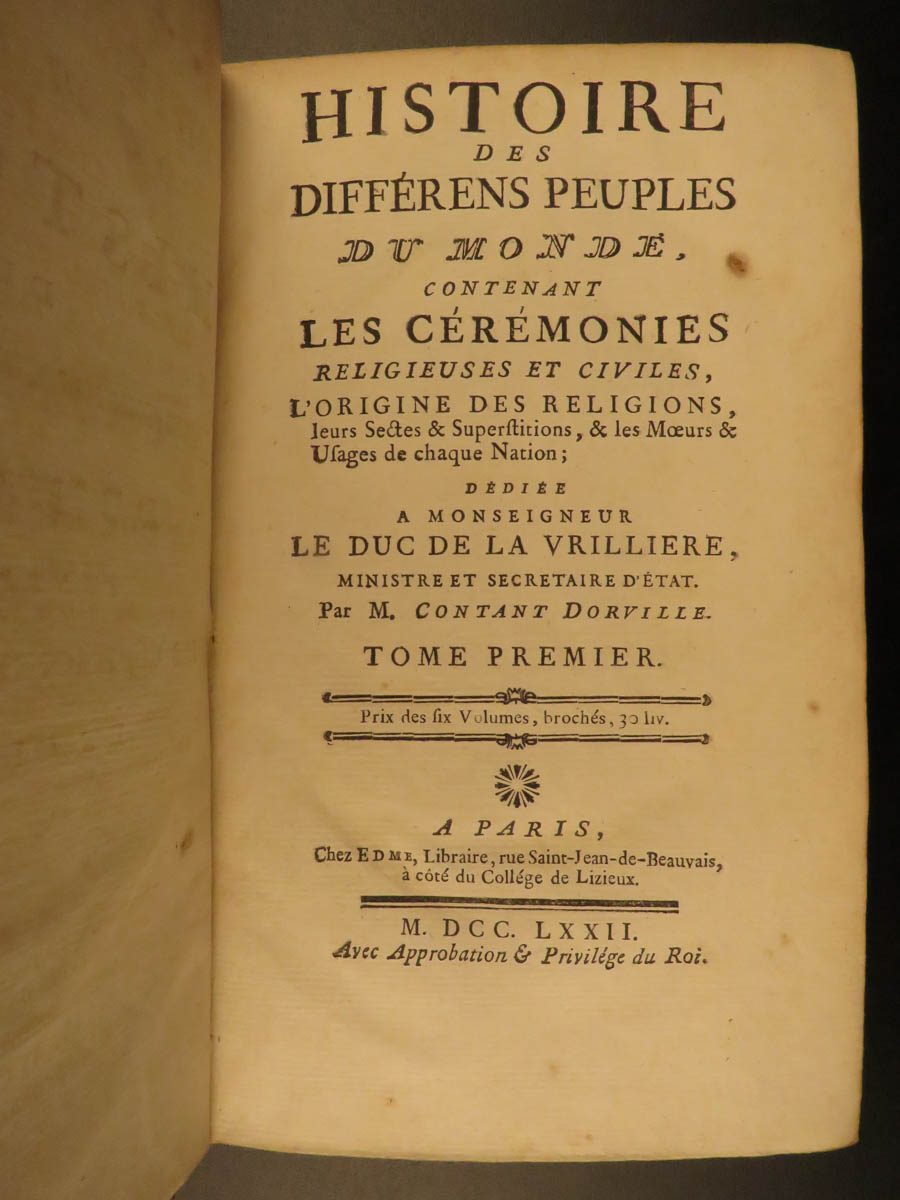 HISTOIRE
DES
DIFFÉRENS PEUPLES
DU MONDE,
CONTENANT
LES CÉRÉMONIES
RELIGIEUSES ET CIVILES,
L'ORIGINE DES RELIGIONS,
leurs Sectes & Superſtitions, & les Mœurs &
Uſages de chaque Nation;
DÉDIÉE
A MONSEIGNEUR
LE DUC DE LA VRILLIERE,
MINISTRE ET SECRETAIRE D'ÉTAT.
Par M. CONTANT DORVILLE.
TOME PREMIER.
Prix des ſix Volumes, brochés, 30 liv.
A PARIS,
Chez EDME, Libraire, rue Saint-Jean-de-Beauvais,
à côté du Collége de Lizieux.
M. DCC. LXXII.
Avec Approbation & Privilége du Roi.